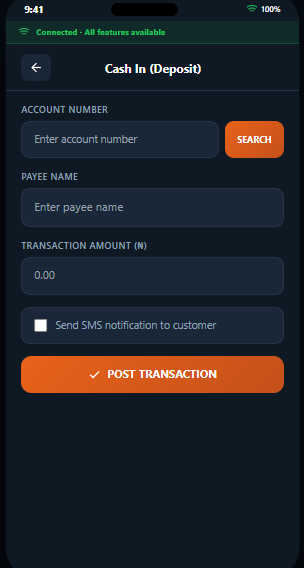 9:41 100%
Connected · All features available
Cash In (Deposit)
ACCOUNT NUMBER
Enter account number SEARCH
PAYEE NAME
Enter payee name
TRANSACTION AMOUNT (₦)
0.00
Send SMS notification to customer
POST TRANSACTION